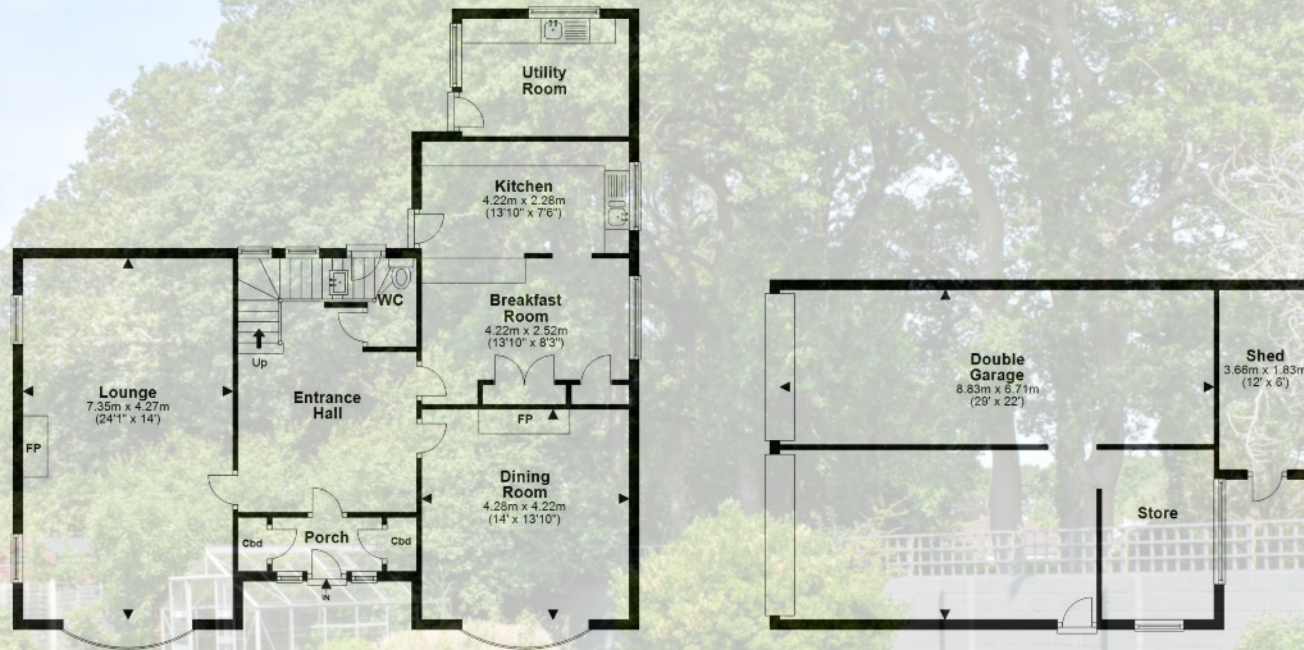 Utility
Room
Kitchen
4.22m x 2.28m
(13'10" x 7'6")
WC
Breakfast
Room
4.22m x 2.52m
(13'10" x 8'3")
Up
Lounge
7.35m x 4.27m
(24'1" x 14')
FP
Entrance
Hall
FP
Dining
Room
4.28m x 4.22m
(14' x 13'10")
Cbd
Porch
Cbd
IN
Double
Garage
8.83m x 6.71m
(29' x 22')
Shed
3.66m x 1.83m
(12' x 6')
Store